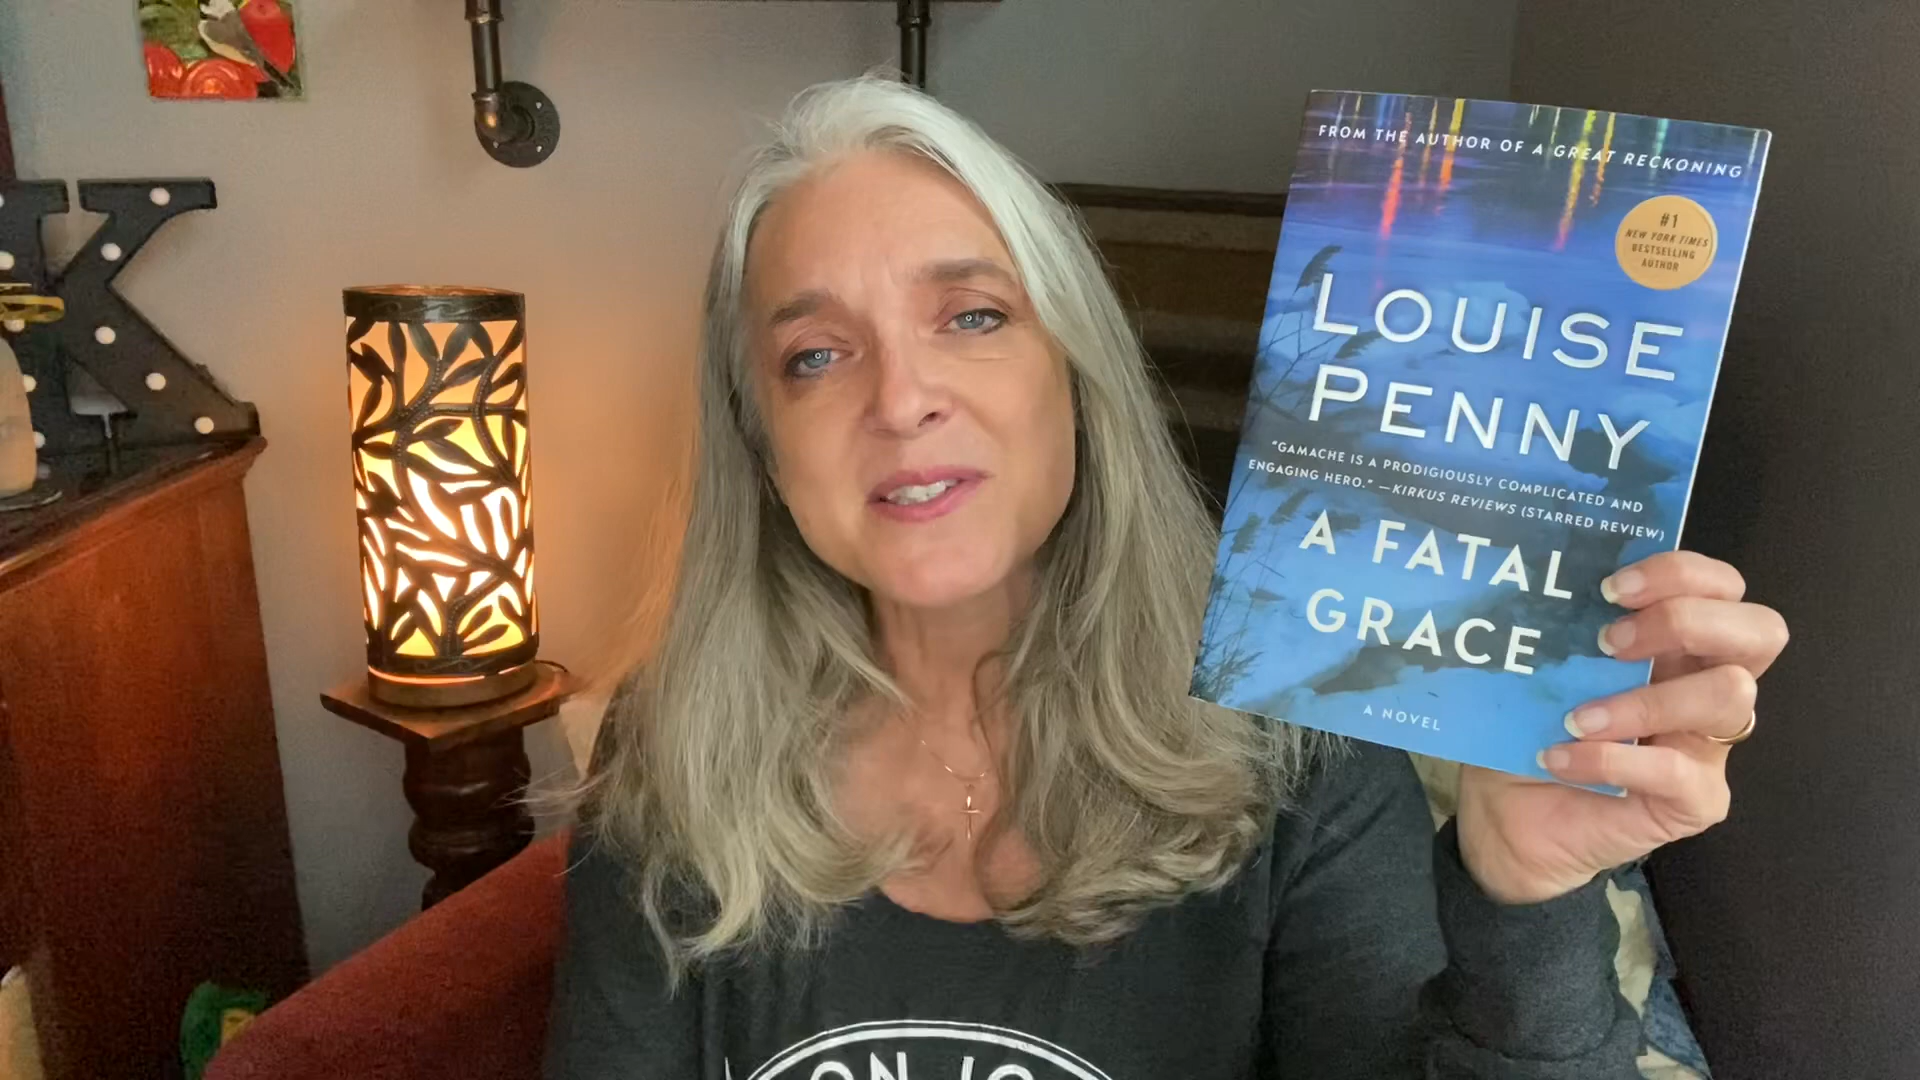 K
FROM THE AUTHOR OF A GREAT RECKONING
#1
NEW YORK TIMES
BESTSELLING
AUTHOR
LOUISE
PENNY
"GAMACHE IS A PRODIGIOUSLY COMPLICATED AND
ENGAGING HERO." —KIRKUS REVIEWS (STARRED REVIEW)
A FATAL
GRACE
A NOVEL